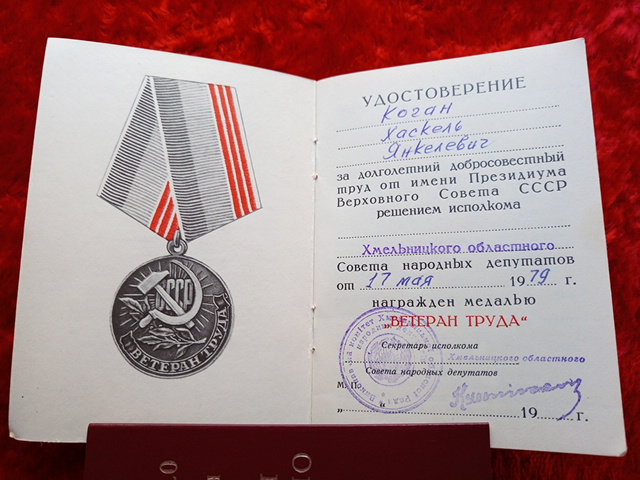 СССР
ВЕТЕРАН ТРУДА
УДОСТОВЕРЕНИЕ
Коган
Хаскель
Янкелевич
за долголетний добросовестный
труд от имени Президиума
Верховного Совета СССР
решением исполкома
Хмельницкого областного
Совета народных депутатов
от 17 мая 1979 г.
награжден медалью
„ВЕТЕРАН ТРУДА“
Секретарь исполкома
Хмельницкого областного
Совета народных депутатов
М. П.
„ “ 19 г.